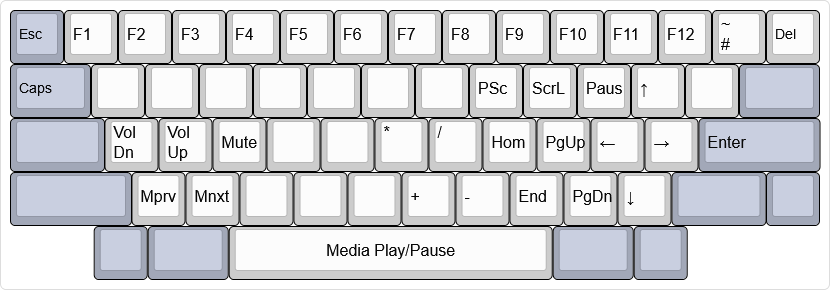 Esc F1 F2 F3 F4 F5 F6 F7 F8 F9 F10 F11 F12 ~ Del
#
Caps PSc ScrL Paus ↑
Vol Vol Mute * / Hom PgUp ← → Enter
Dn Up
Mprv Mnxt + - End PgDn ↓
Media Play/Pause